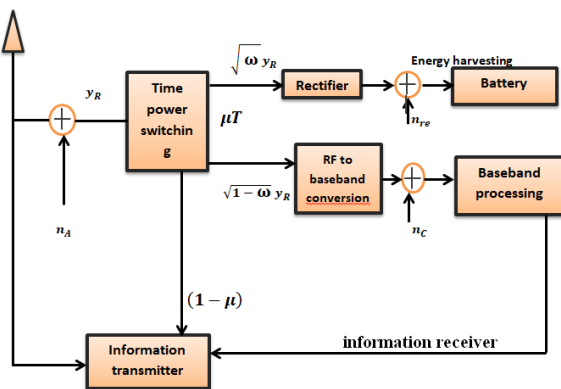 Energy harvesting
√ω y_R
Rectifier
Battery
y_R
Time
power
switchin
g
μT
n_re
RF to
baseband
conversion
Baseband
processing
√1-ω y_R
n_A
n_C
(1 − μ)
information receiver
Information
transmitter